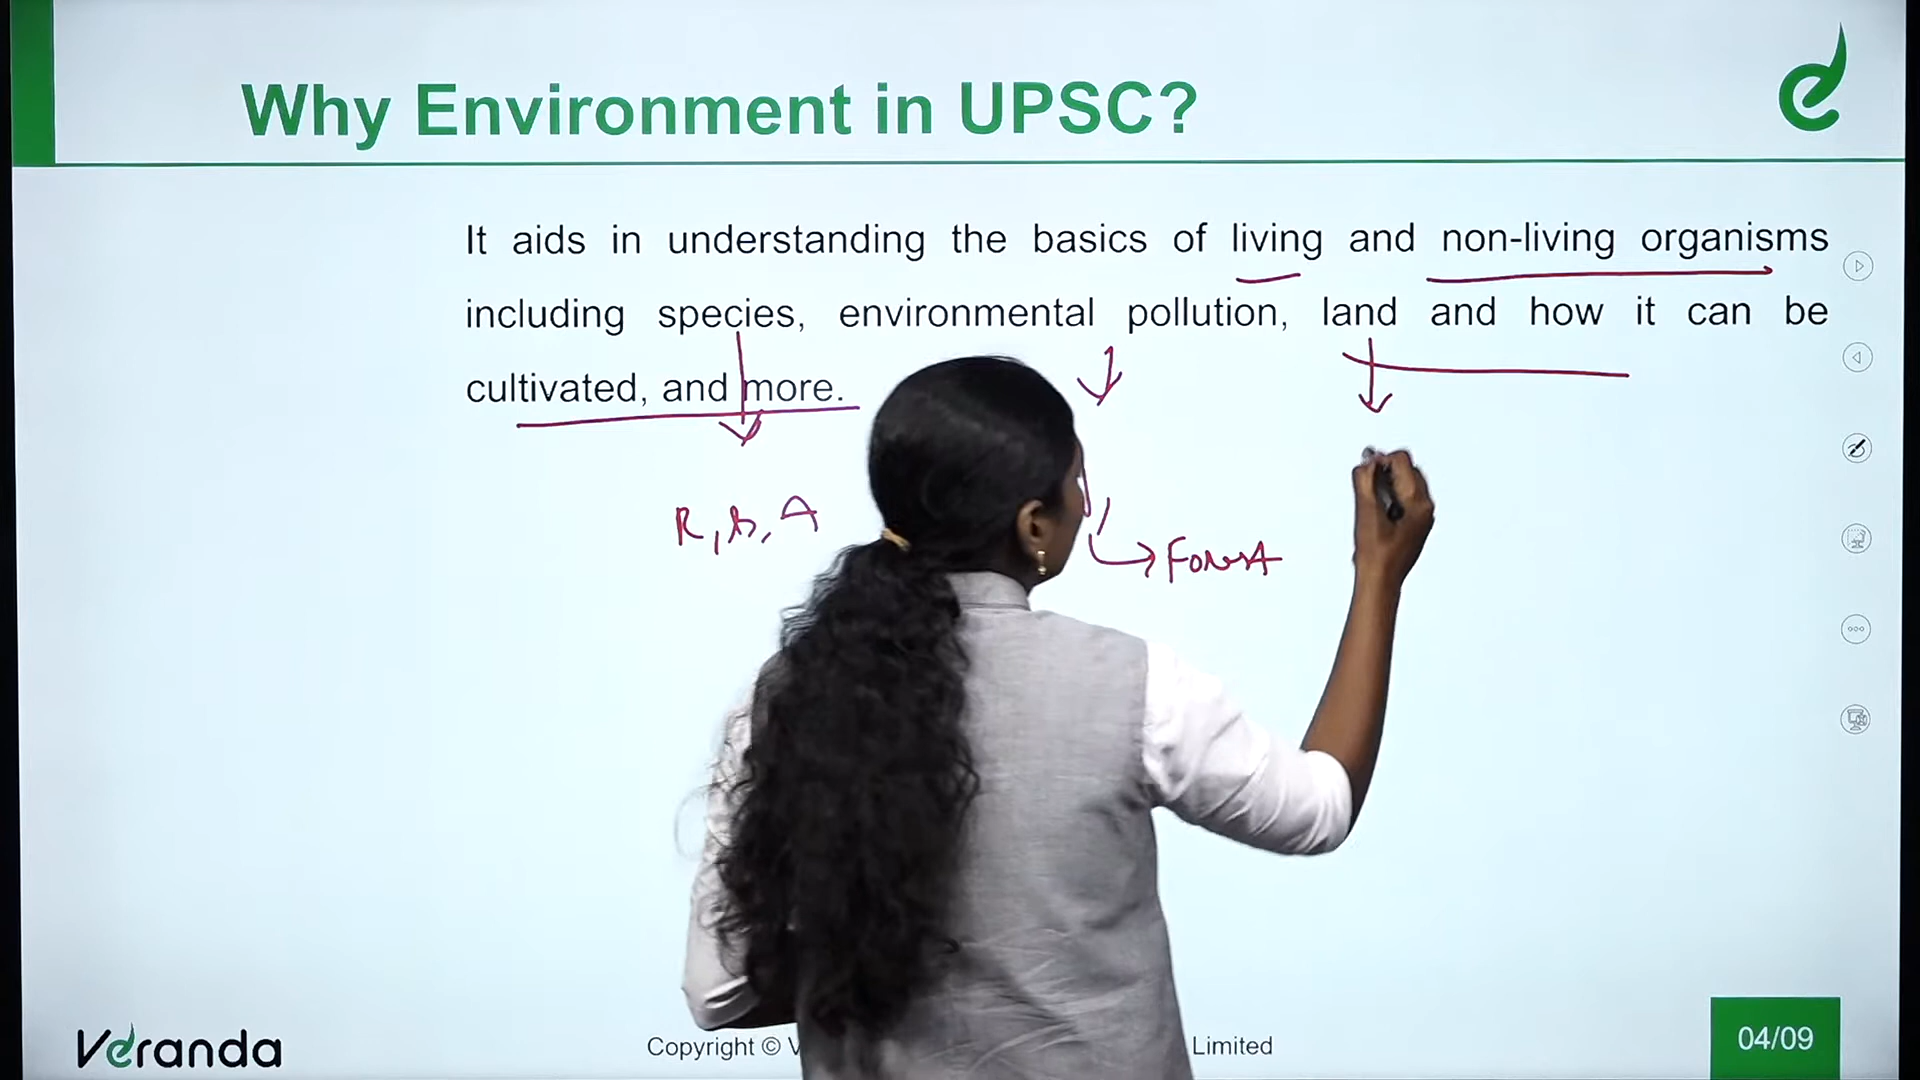 Why Environment in UPSC?
It aids in understanding the basics of living and non-living organisms
including species, environmental pollution, land and how it can be
cultivated, and more.
R, B, A
Forest
Veranda
Copyright © V
Limited
04/09